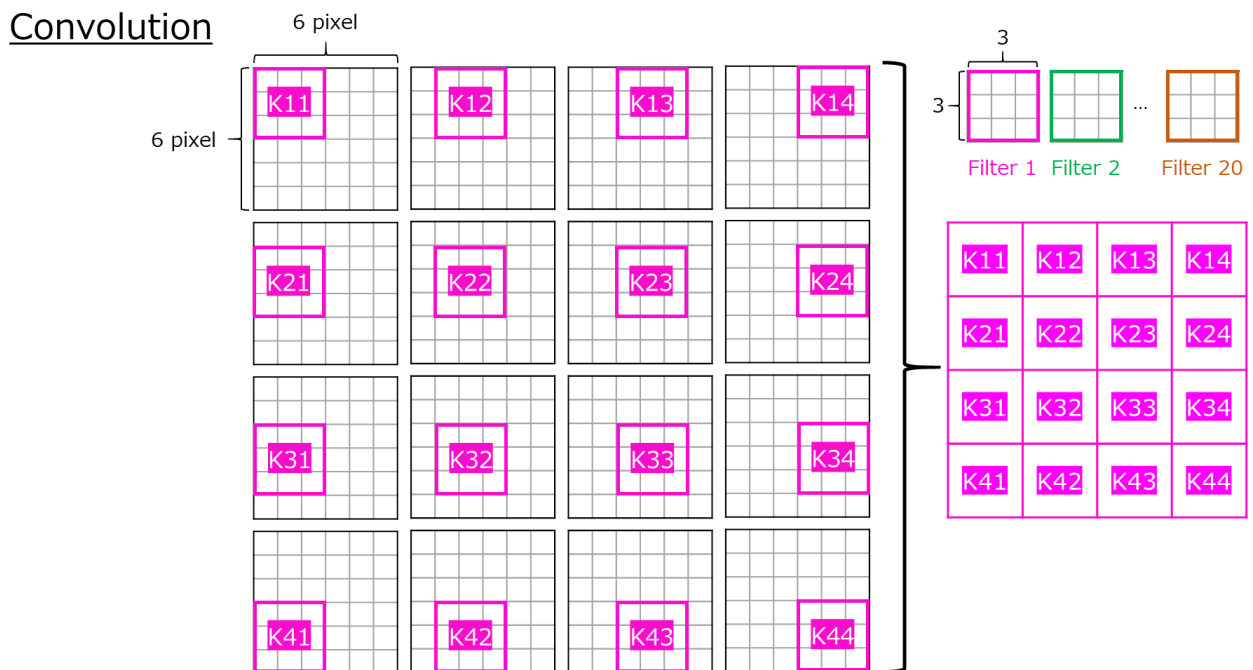 Convolution
6 pixel
6 pixel
K11
K12
K13
K14
K21
K22
K23
K24
K31
K32
K33
K34
K41
K42
K43
K44
3
3
...
Filter 1
Filter 2
Filter 20
K11 K12 K13 K14
K21 K22 K23 K24
K31 K32 K33 K34
K41 K42 K43 K44